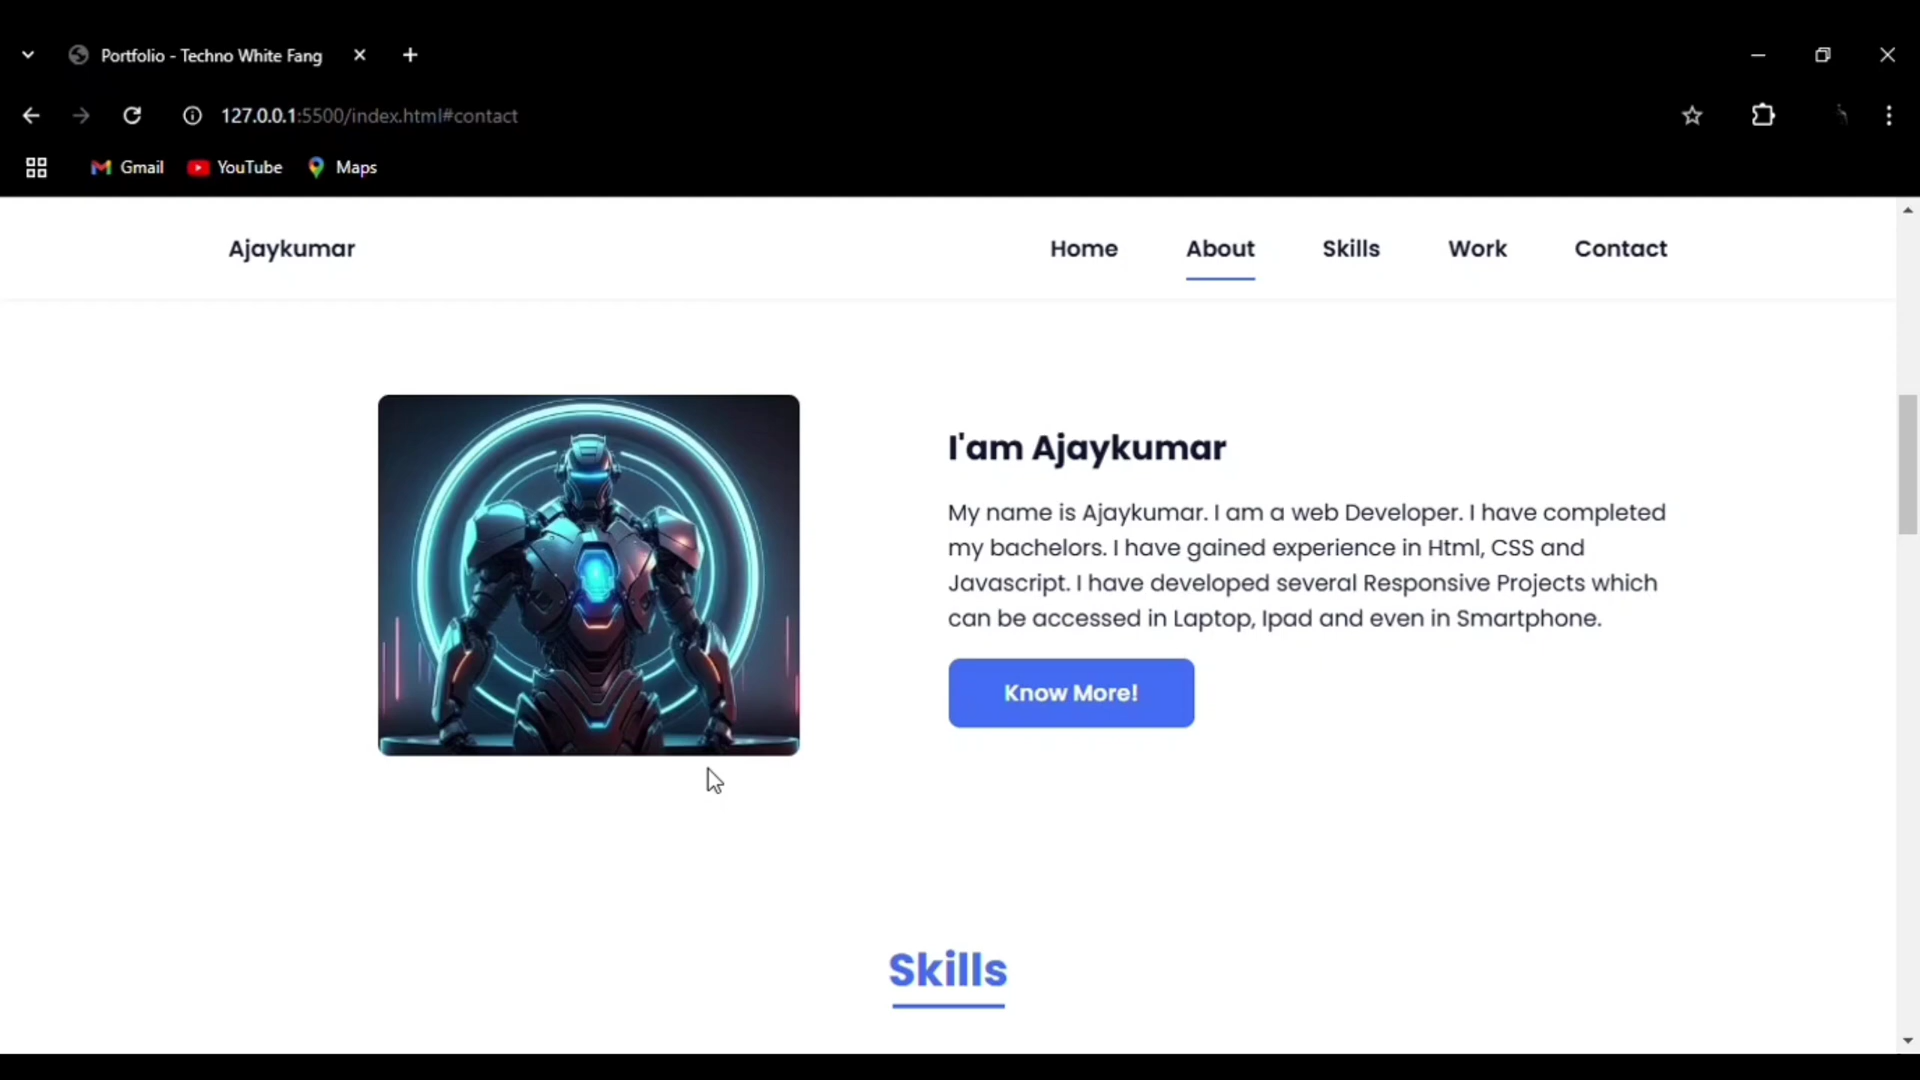 Portfolio - Techno White Fang
127.0.0.1:5500/index.html#contact
Gmail YouTube Maps
Ajaykumar Home About Skills Work Contact
I'am Ajaykumar
My name is Ajaykumar. I am a web Developer. I have completed
my bachelors. I have gained experience in Html, CSS and
Javascript. I have developed several Responsive Projects which
can be accessed in Laptop, Ipad and even in Smartphone.
Know More!
Skills